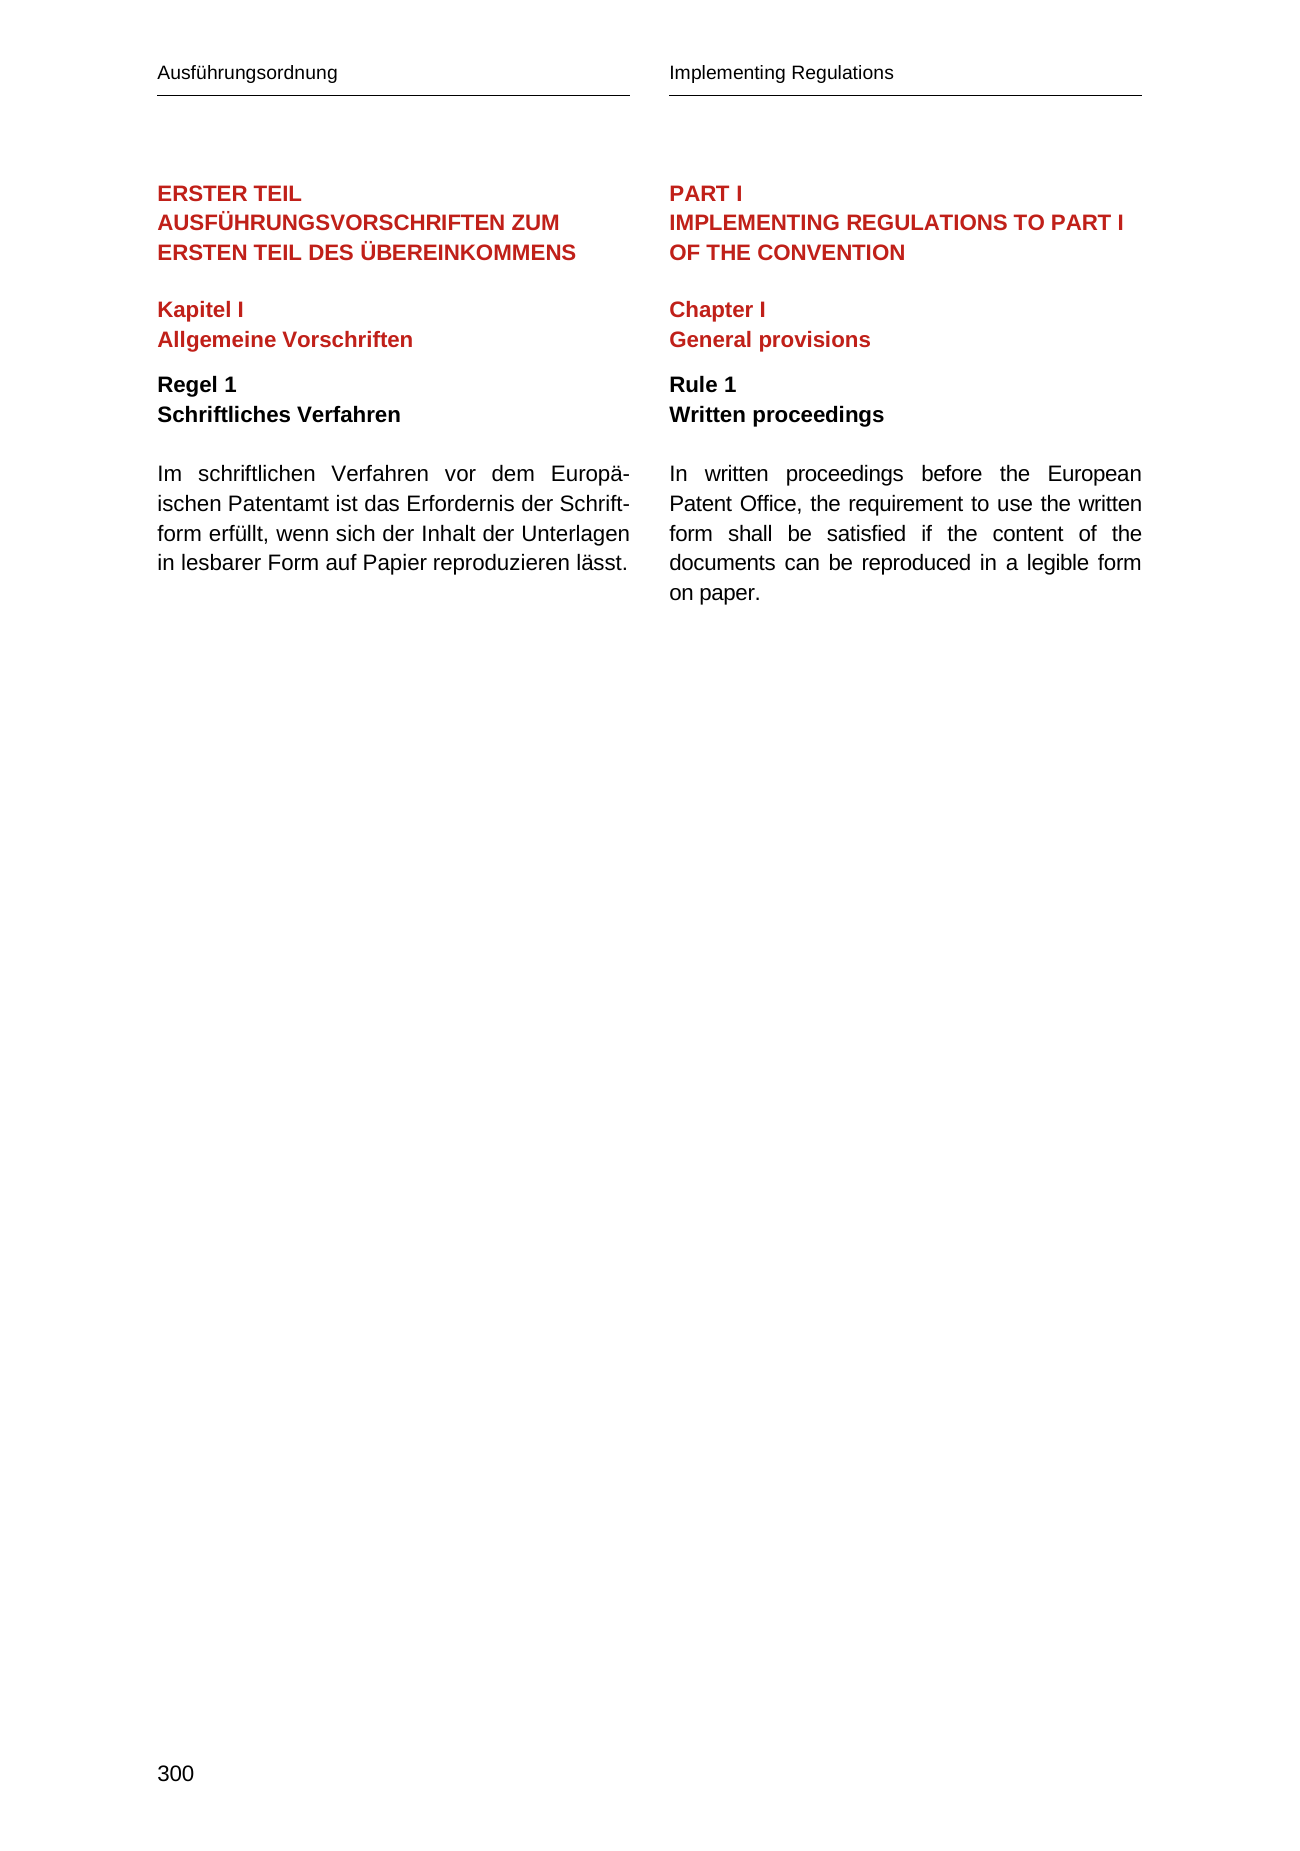 Ausführungsordnung
ERSTER TEIL
AUSFÜHRUNGSVORSCHRIFTEN ZUM
ERSTEN TEIL DES ÜBEREINKOMMENS
Kapitel I
Allgemeine Vorschriften
Regel 1
Schriftliches Verfahren
Im schriftlichen Verfahren vor dem Europä-
ischen Patentamt ist das Erfordernis der Schrift-
form erfüllt, wenn sich der Inhalt der Unterlagen
in lesbarer Form auf Papier reproduzieren lässt.
Implementing Regulations
PART I
IMPLEMENTING REGULATIONS TO PART I
OF THE CONVENTION
Chapter I
General provisions
Rule 1
Written proceedings
In written proceedings before the European
Patent Office, the requirement to use the written
form shall be satisfied if the content of the
documents can be reproduced in a legible form
on paper.
300